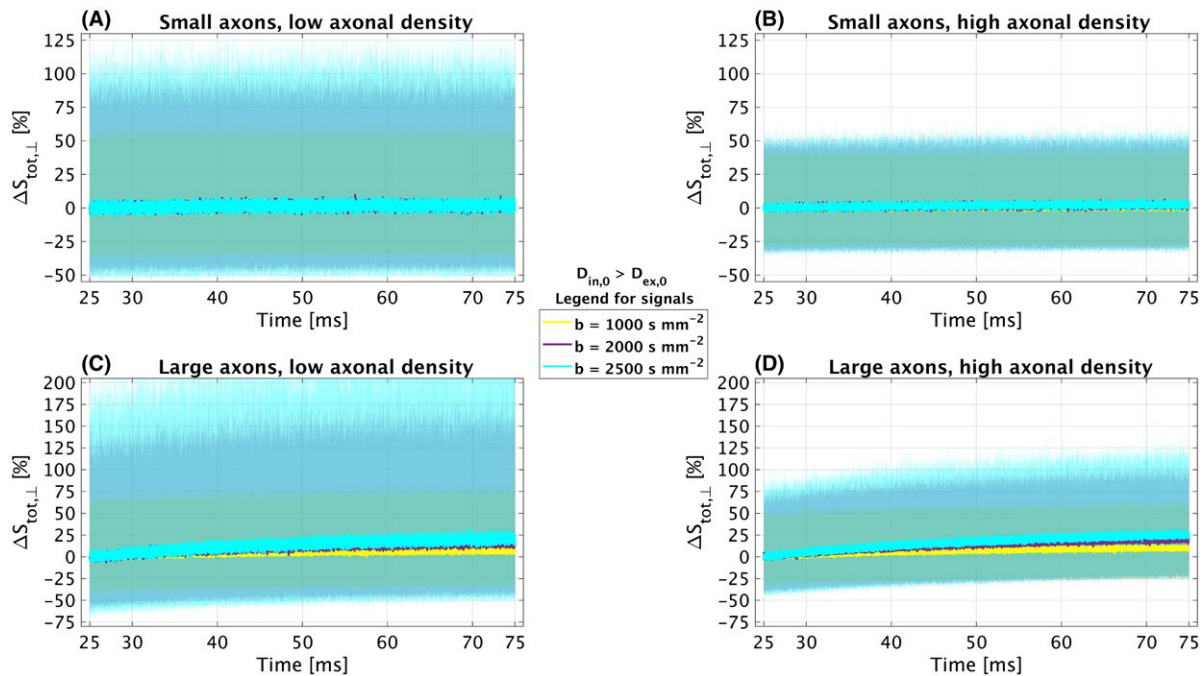 (A) Small axons, low axonal density
125
100
75
50
25
0
-25
-50
ΔS_tot,⊥ [%]
25 30 40 50 60 70 75
Time [ms]
(B) Small axons, high axonal density
125
100
75
50
25
0
-25
-50
ΔS_tot,⊥ [%]
25 30 40 50 60 70 75
Time [ms]
D_in,0 > D_ex,0
Legend for signals
b = 1000 s mm⁻²
b = 2000 s mm⁻²
b = 2500 s mm⁻²
(C) Large axons, low axonal density
200
175
150
125
100
75
50
25
0
-25
-50
-75
ΔS_tot,⊥ [%]
25 30 40 50 60 70 75
Time [ms]
(D) Large axons, high axonal density
200
175
150
125
100
75
50
25
0
-25
-50
-75
ΔS_tot,⊥ [%]
25 30 40 50 60 70 75
Time [ms]